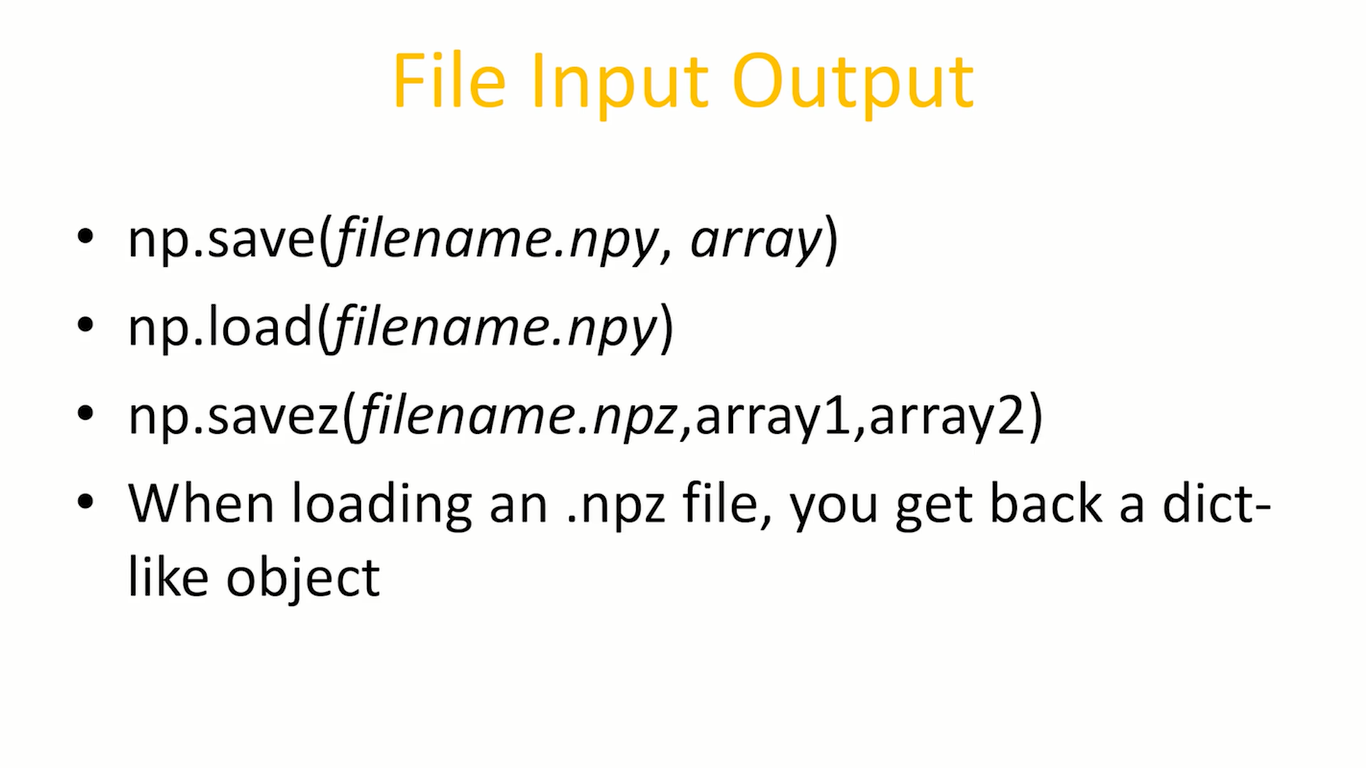 File Input Output
• np.save(filename.npy, array)
• np.load(filename.npy)
• np.savez(filename.npz,array1,array2)
• When loading an .npz file, you get back a dict-
like object